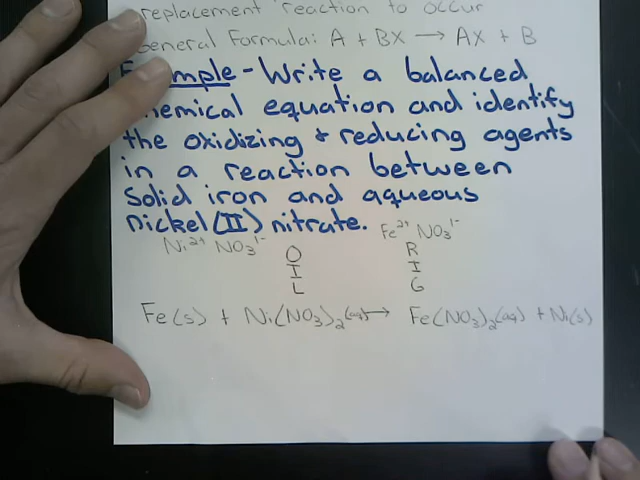 replacement reaction to occur
General Formula: A + BX → AX + B
Example - Write a balanced
chemical equation and identify
the oxidizing & reducing agents
in a reaction between
solid iron and aqueous
nickel (II) nitrate.
Ni²⁺ NO₃¹⁻ Fe²⁺ NO₃¹⁻
O R
I I
L G
Fe(s) + Ni(NO₃)₂(aq) → Fe(NO₃)₂(aq) + Ni(s)